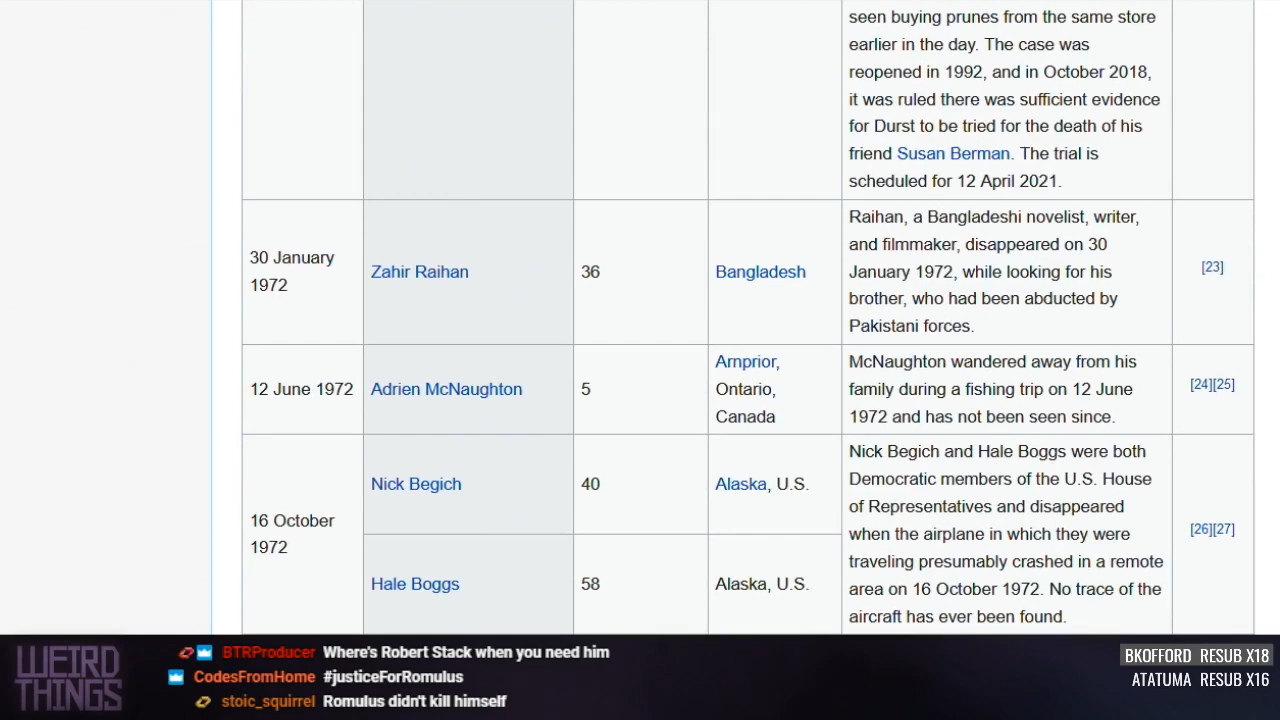 seen buying prunes from the same store
earlier in the day. The case was
reopened in 1992, and in October 2018,
it was ruled there was sufficient evidence
for Durst to be tried for the death of his
friend Susan Berman. The trial is
scheduled for 12 April 2021.
30 January
1972
Zahir Raihan
36
Bangladesh
Raihan, a Bangladeshi novelist, writer,
and filmmaker, disappeared on 30
January 1972, while looking for his
brother, who had been abducted by
Pakistani forces.
[23]
12 June 1972
Adrien McNaughton
5
Arnprior,
Ontario,
Canada
McNaughton wandered away from his
family during a fishing trip on 12 June
1972 and has not been seen since.
[24][25]
16 October
1972
Nick Begich
40
Alaska, U.S.
Hale Boggs
58
Alaska, U.S.
Nick Begich and Hale Boggs were both
Democratic members of the U.S. House
of Representatives and disappeared
when the airplane in which they were
traveling presumably crashed in a remote
area on 16 October 1972. No trace of the
aircraft has ever been found.
[26][27]
WEIRD
THINGS
BTRProducer Where's Robert Stack when you need him
CodesFromHome #justiceForRomulus
stoic_squirrel Romulus didn't kill himself
BKOFFORD RESUB X18
ATATUMA RESUB X16